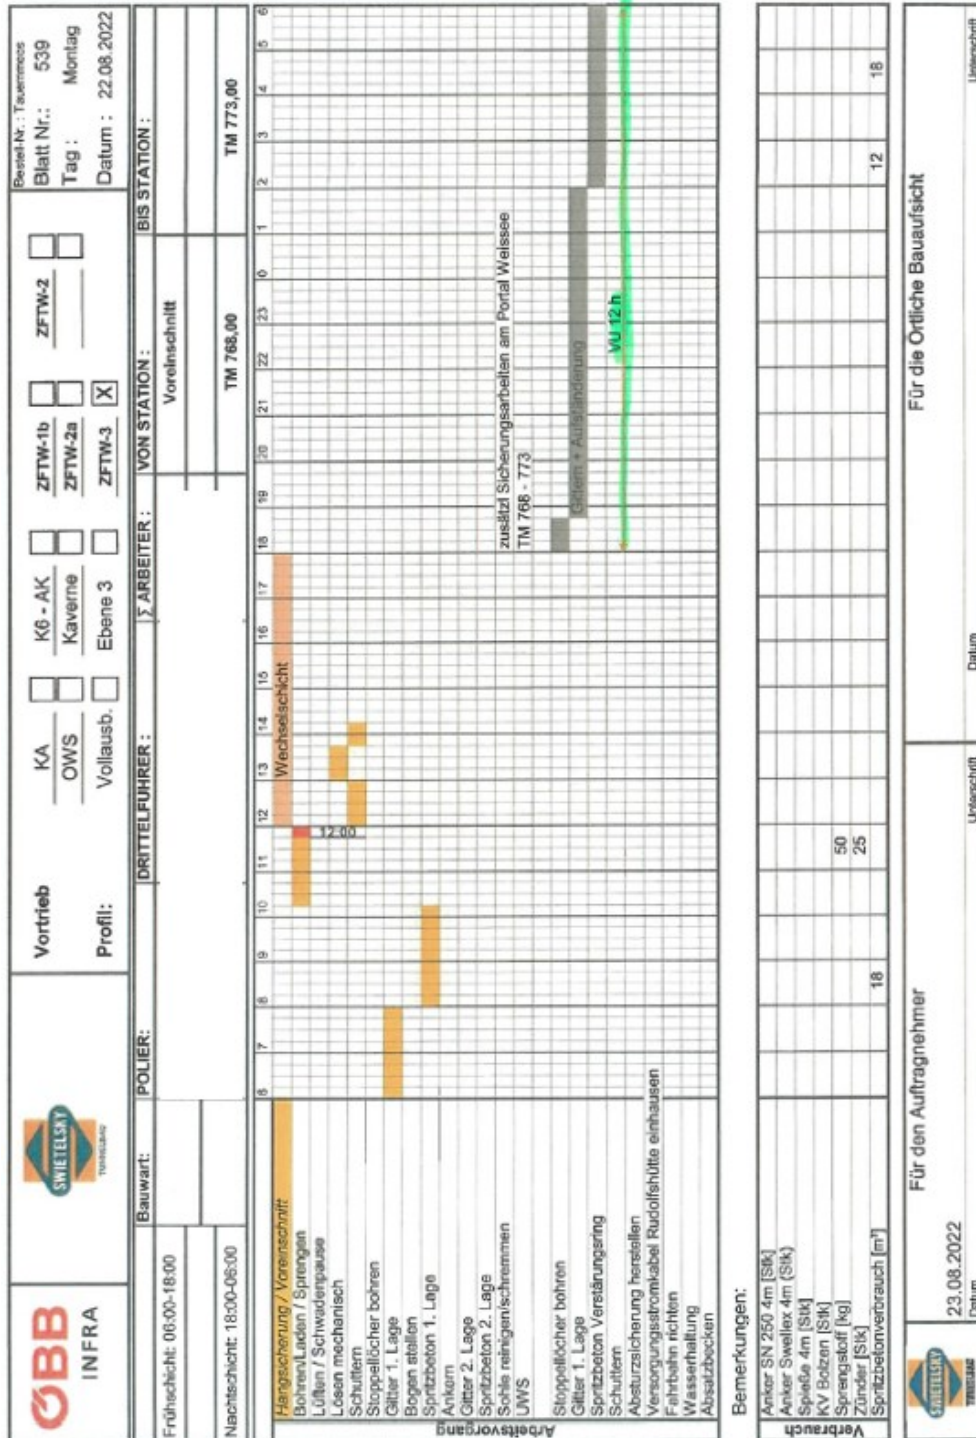 ÖBB
INFRA
SWIETELSKY
TUNNELBAU
Vortrieb
KA
K6 - AK
ZFTW-1b
ZFTW-2
OWS
Kaverne
ZFTW-2a
Profil:
Vollausb.
Ebene 3
ZFTW-3
X
Bestell-Nr. : Tauernmoos
Blatt Nr.: 539
Tag : Montag
Datum : 22.08.2022
Frühschicht: 06:00-18:00
Nachtschicht: 18:00-06:00
Bauwart:
POLIER:
DRITTELFÜHRER :
∑ ARBEITER :
VON STATION :
BIS STATION :
Voreinschnitt
TM 768,00
TM 773,00
6 7 8 9 10 11 12 13 14 15 16 17 18 19 20 21 22 23 0 1 2 3 4 5 6
Arbeitsvorgang
Hangsicherung / Voreinschnitt
Wechselschicht
Bohren/Laden / Sprengen
12:00
Lüften / Schwadenpause
Lösen mechanisch
Schuttern
Stoppellöcher bohren
Gitter 1. Lage
Bogen stellen
Spritzbeton 1. Lage
Ankern
Gitter 2. Lage
Spritzbeton 2. Lage
Sohle reinigen/schremmen
zusätzl Sicherungsarbeiten am Portal Weissee
UWS
TM 768 - 773
Stoppellöcher bohren
Gitter 1. Lage
Gittern + Aufständerung
Spritzbeton Verstärungsring
Schuttern
VU 12 h
Absturzsicherung herstellen
Versorgungsstromkabel Rudolfshütte einhausen
Fahrbahn richten
Wasserhaltung
Absatzbecken
Bemerkungen:
Verbrauch
Anker SN 250 4m [Stk]
Anker Swellex 4m (Stk)
Spieße 4m [Stk]
KV Bolzen [Stk]
Sprengstoff [kg] 50
Zünder [Stk] 25
Spritzbetonverbrauch [m³] 18 12 18
SWIETELSKY
TUNNELBAU
Für den Auftragnehmer
Für die Örtliche Bauaufsicht
23.08.2022
Datum
Unterschrift
Datum
Unterschrift